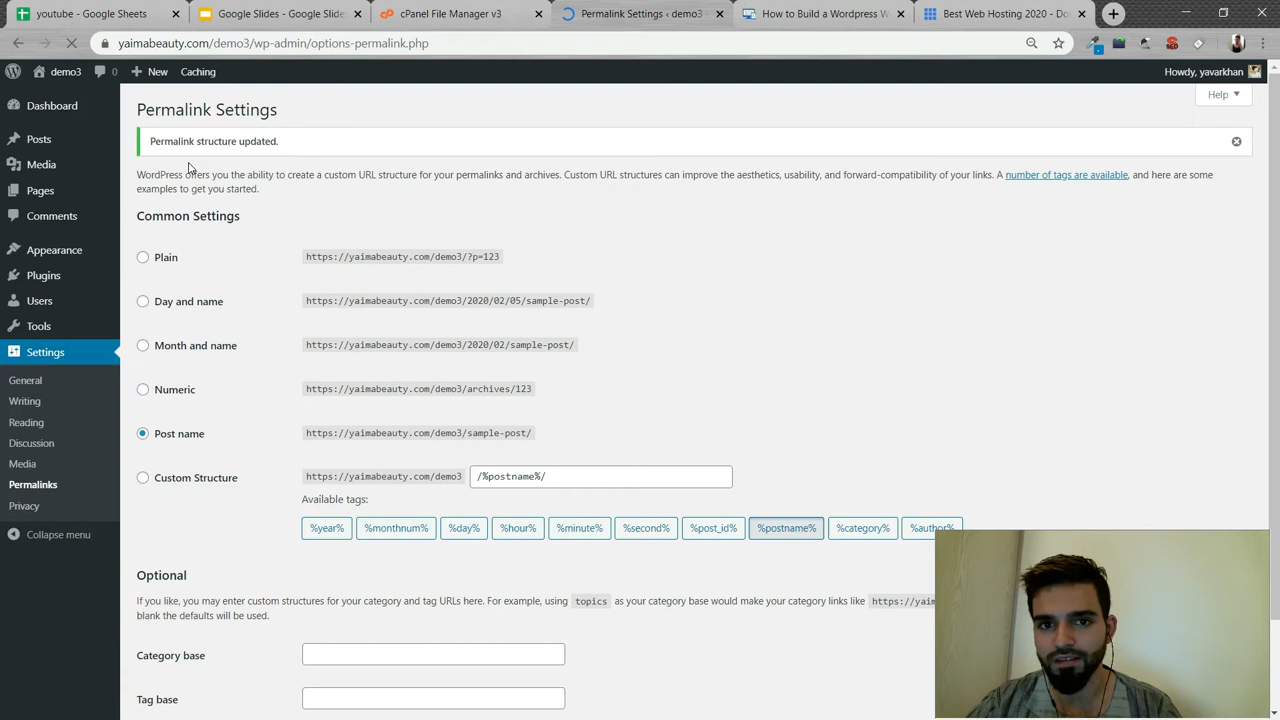 youtube - Google Sheets
Google Slides - Google Slide
cPanel File Manager v3
Permalink Settings ‹ demo3
How to Build a Wordpress W
Best Web Hosting 2020 - Do
yaimabeauty.com/demo3/wp-admin/options-permalink.php
demo3
0
New
Caching
Howdy, yavarkhan
Dashboard
Posts
Media
Pages
Comments
Appearance
Plugins
Users
Tools
Settings
General
Writing
Reading
Discussion
Media
Permalinks
Privacy
Collapse menu
Help
Permalink Settings
Permalink structure updated.
WordPress offers you the ability to create a custom URL structure for your permalinks and archives. Custom URL structures can improve the aesthetics, usability, and forward-compatibility of your links. A number of tags are available, and here are some
examples to get you started.
Common Settings
Plain https://yaimabeauty.com/demo3/?p=123
Day and name https://yaimabeauty.com/demo3/2020/02/05/sample-post/
Month and name https://yaimabeauty.com/demo3/2020/02/sample-post/
Numeric https://yaimabeauty.com/demo3/archives/123
Post name https://yaimabeauty.com/demo3/sample-post/
Custom Structure https://yaimabeauty.com/demo3 /%postname%/
Available tags:
%year% %monthnum% %day% %hour% %minute% %second% %post_id% %postname% %category% %author%
Optional
If you like, you may enter custom structures for your category and tag URLs here. For example, using topics as your category base would make your category links like https://yaim
blank the defaults will be used.
Category base
Tag base